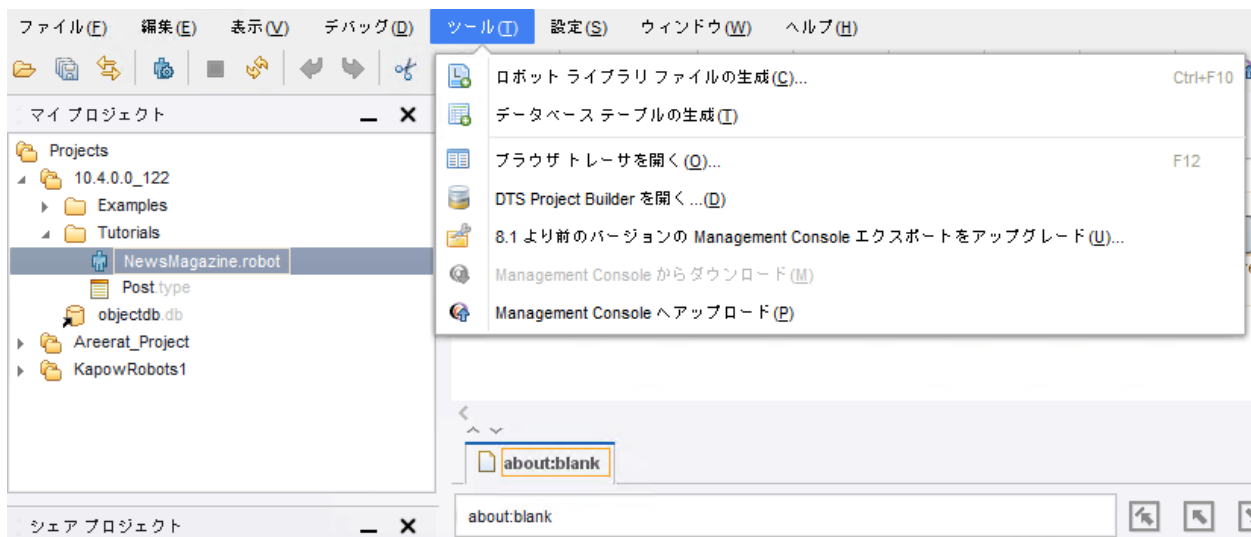 ファイル(F) 編集(E) 表示(V) デバッグ(D) ツール(T) 設定(S) ウィンドウ(W) ヘルプ(H)
ロボット ライブラリ ファイルの生成(C)... Ctrl+F10
データベース テーブルの生成(T)
ブラウザ トレーサを開く(O)... F12
DTS Project Builder を開く...(D)
8.1 より前のバージョンの Management Console エクスポートをアップグレード(U)...
Management Console からダウンロード(M)
Management Console へアップロード(P)
マイ プロジェクト
Projects
10.4.0.0_122
Examples
Tutorials
NewsMagazine.robot
Post.type
objectdb.db
Areerat_Project
KapowRobots1
about:blank
シェア プロジェクト
about:blank